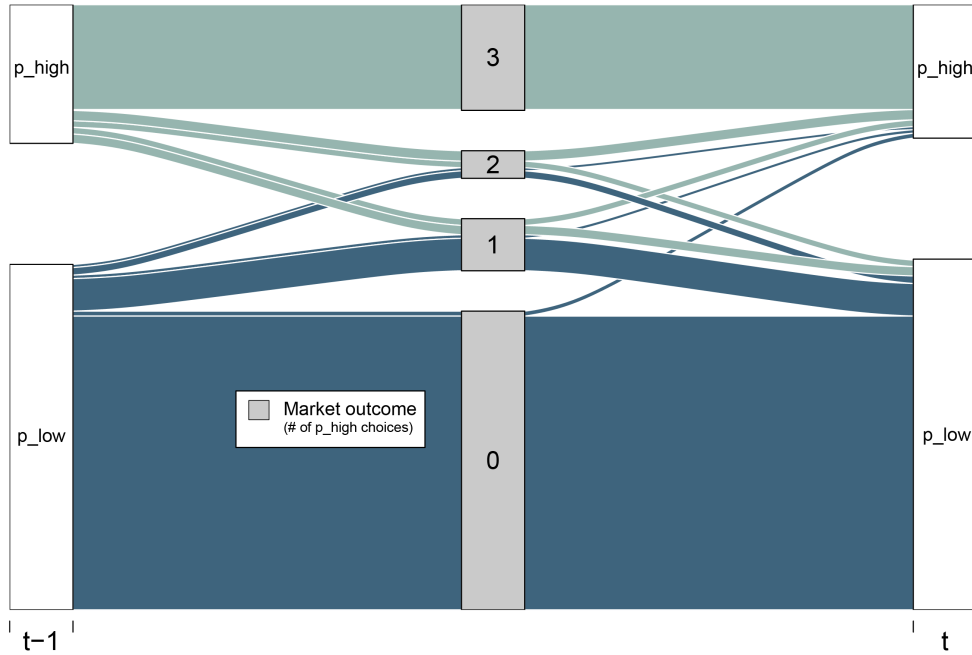 3
p_high
p_high
2
1
Market outcome
(# of p_high choices)
p_low
p_low
0
t−1
t